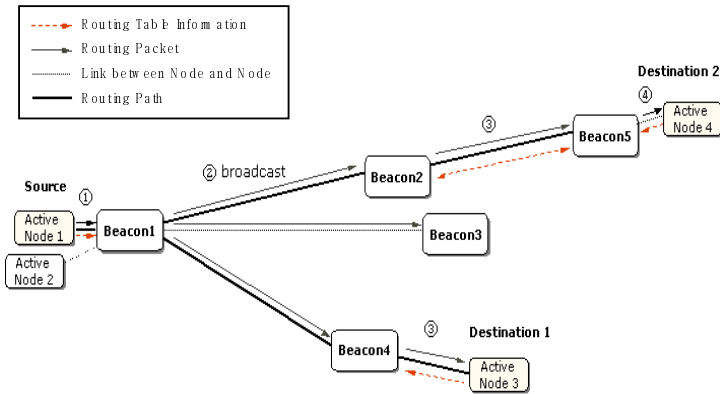 Routing Table Information
Routing Packet
Link between Node and Node
Routing Path
Destination 2
④
Active
Node 4
③
Beacon5
② broadcast
Beacon2
Source
①
Active
Node 1
Beacon1
Beacon3
Active
Node 2
③
Destination 1
Beacon4
Active
Node 3